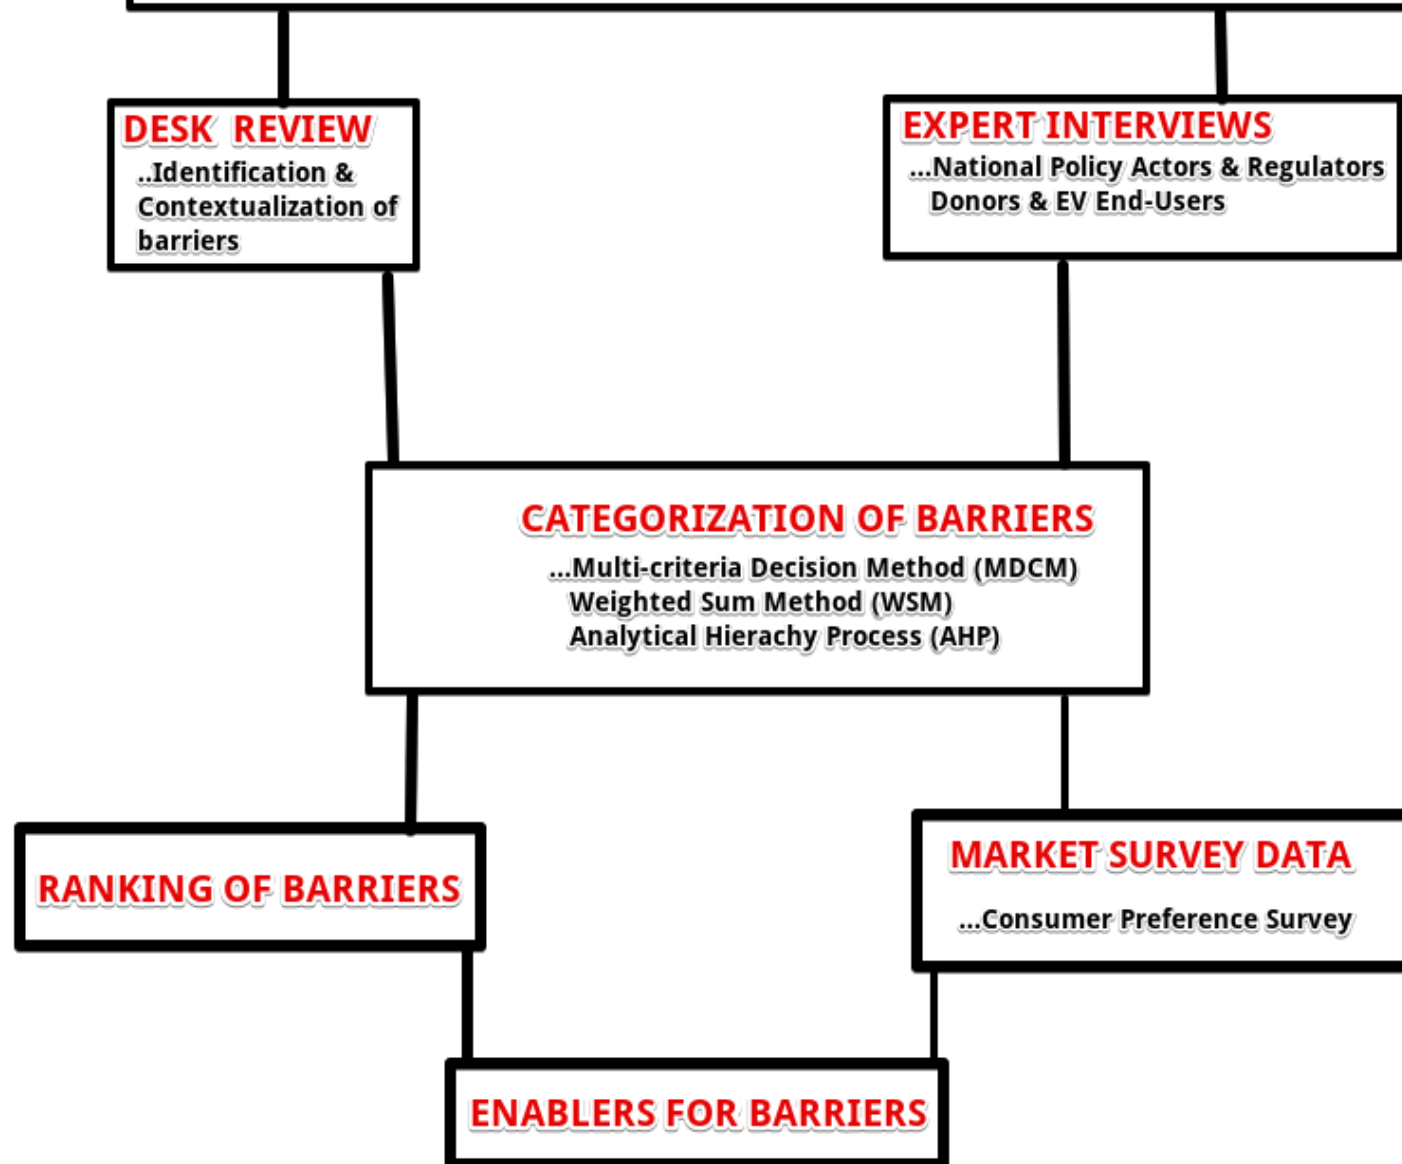 DESK REVIEW
..Identification &
Contextualization of
barriers
EXPERT INTERVIEWS
...National Policy Actors & Regulators
Donors & EV End-Users
CATEGORIZATION OF BARRIERS
...Multi-criteria Decision Method (MDCM)
Weighted Sum Method (WSM)
Analytical Hierachy Process (AHP)
RANKING OF BARRIERS
MARKET SURVEY DATA
...Consumer Preference Survey
ENABLERS FOR BARRIERS